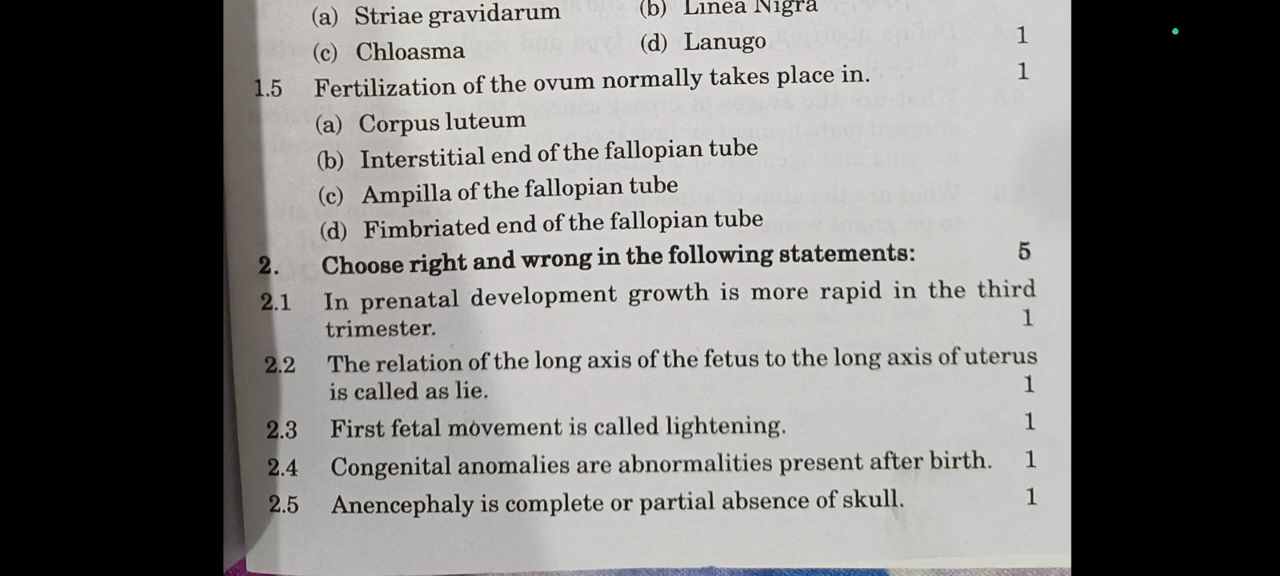 (a) Striae gravidarum (b) Linea Nigra
(c) Chloasma (d) Lanugo 1
1.5 Fertilization of the ovum normally takes place in. 1
(a) Corpus luteum
(b) Interstitial end of the fallopian tube
(c) Ampilla of the fallopian tube
(d) Fimbriated end of the fallopian tube
2. Choose right and wrong in the following statements: 5
2.1 In prenatal development growth is more rapid in the third
trimester. 1
2.2 The relation of the long axis of the fetus to the long axis of uterus
is called as lie. 1
2.3 First fetal movement is called lightening. 1
2.4 Congenital anomalies are abnormalities present after birth. 1
2.5 Anencephaly is complete or partial absence of skull. 1